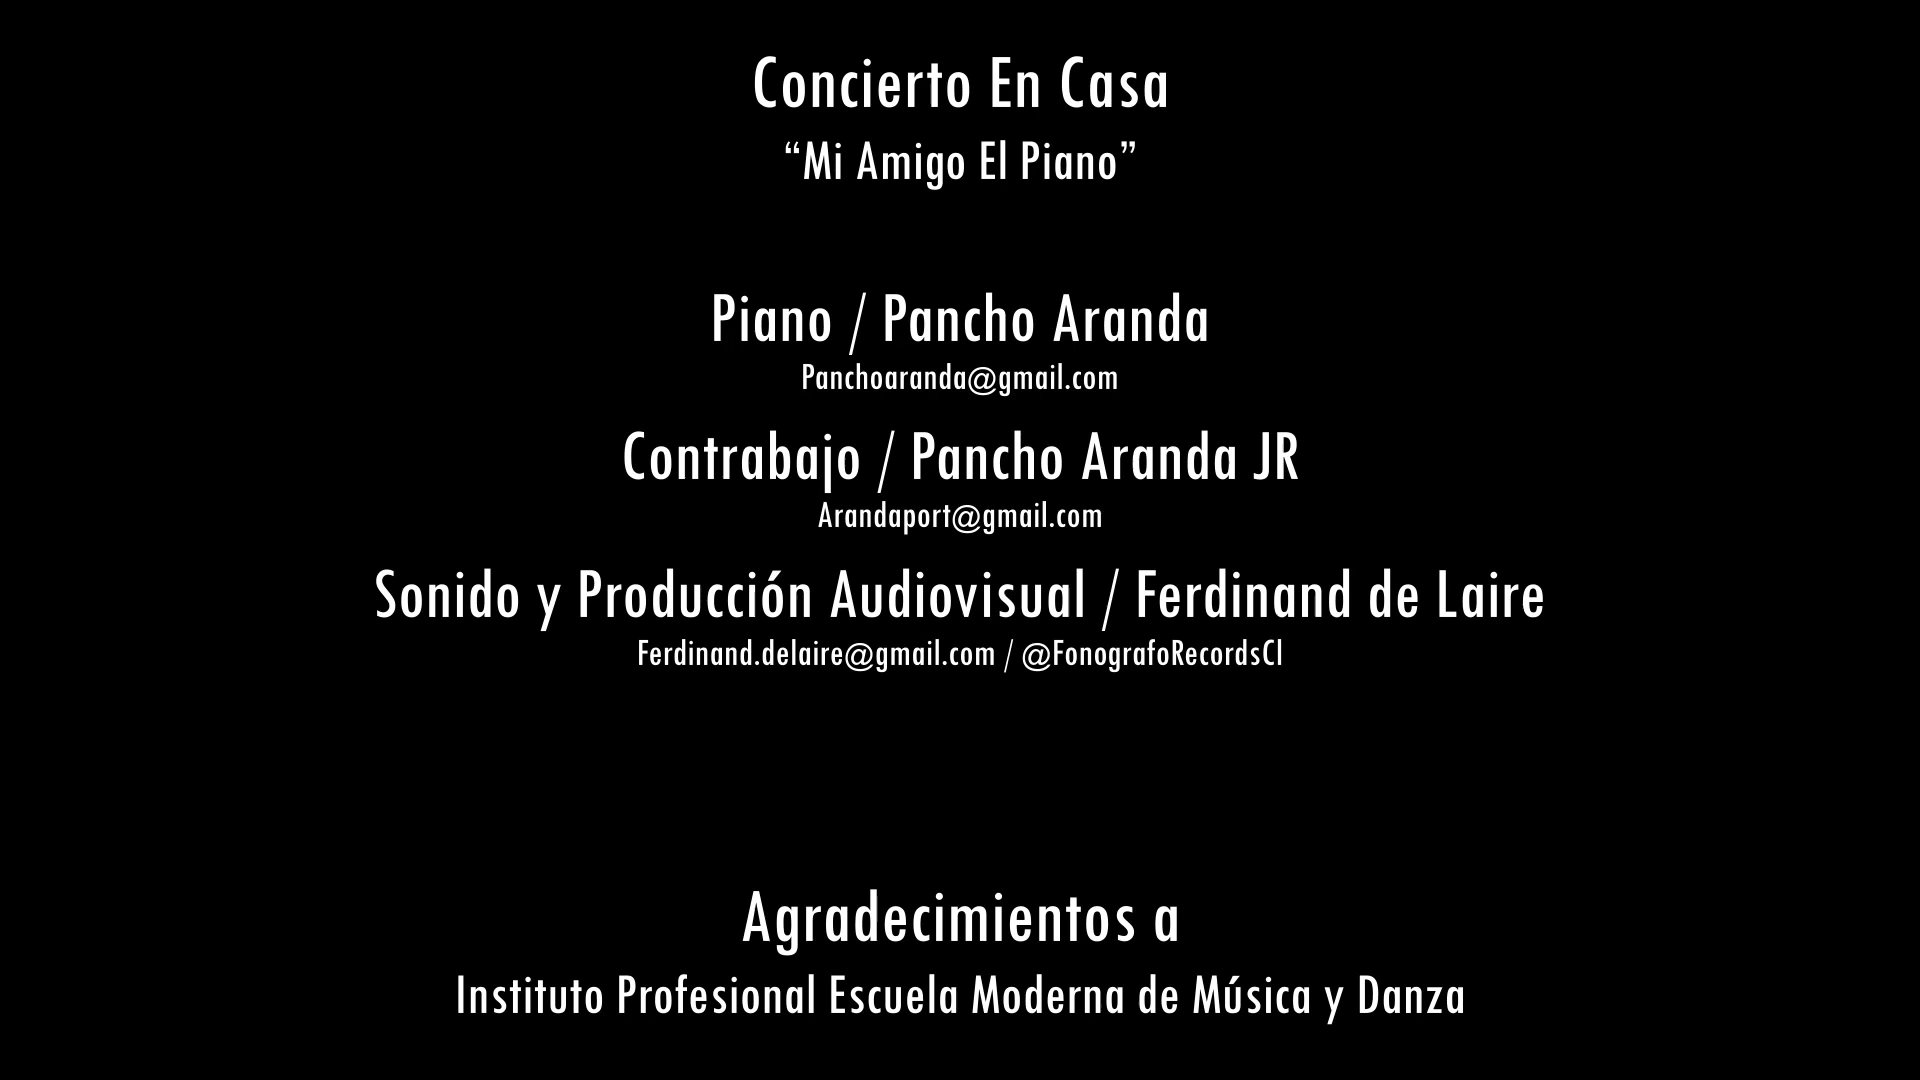 Concierto En Casa
“Mi Amigo El Piano”
Piano / Pancho Aranda
Panchoaranda@gmail.com
Contrabajo / Pancho Aranda JR
Arandaport@gmail.com
Sonido y Producción Audiovisual / Ferdinand de Laire
Ferdinand.delaire@gmail.com / @FonografoRecordsCl
Agradecimientos a
Instituto Profesional Escuela Moderna de Música y Danza